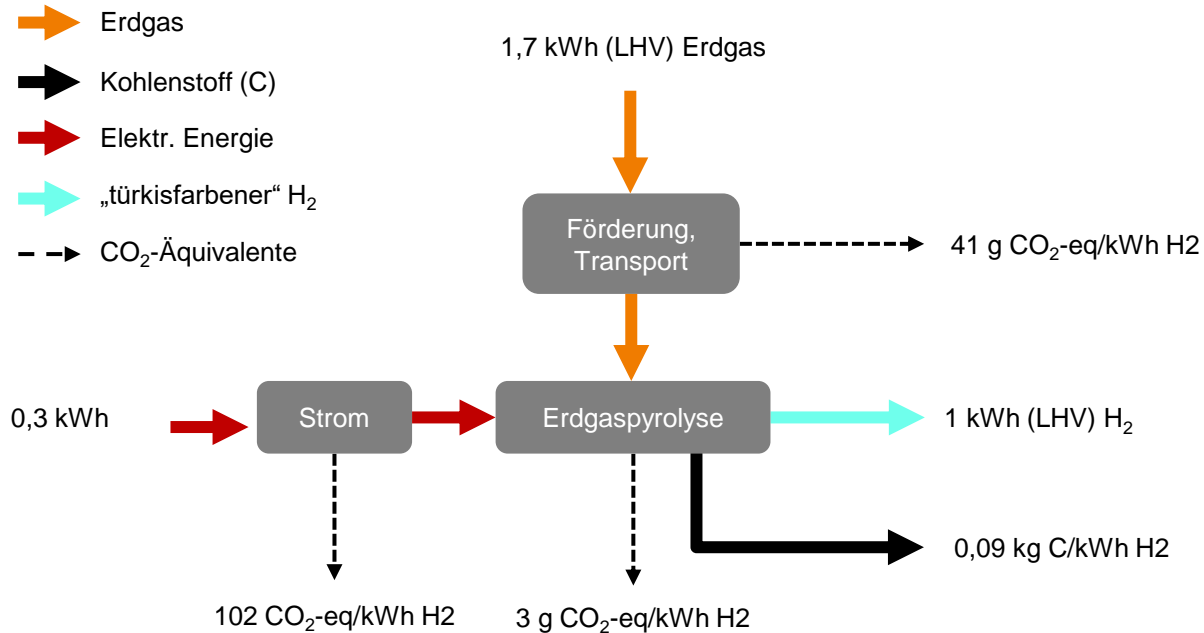 Erdgas
Kohlenstoff (C)
Elektr. Energie
„türkisfarbener“ H₂
CO₂-Äquivalente
1,7 kWh (LHV) Erdgas
Förderung,
Transport
41 g CO₂-eq/kWh H2
0,3 kWh
Strom
Erdgaspyrolyse
1 kWh (LHV) H₂
0,09 kg C/kWh H2
102 CO₂-eq/kWh H2
3 g CO₂-eq/kWh H2